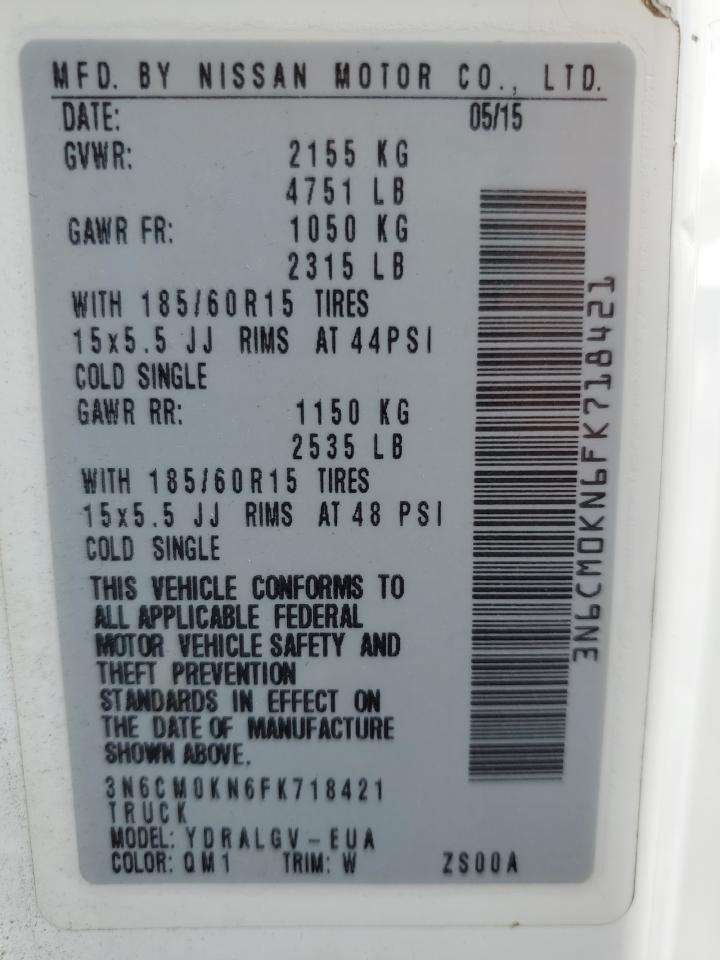 MFD. BY NISSAN MOTOR CO., LTD.
DATE: 05/15
GVWR: 2155 KG
4751 LB
GAWR FR: 1050 KG
2315 LB
WITH 185/60R15 TIRES
15x5.5 JJ RIMS AT 44PSI
COLD SINGLE
GAWR RR: 1150 KG
2535 LB
WITH 185/60R15 TIRES
15x5.5 JJ RIMS AT 48 PSI
COLD SINGLE
THIS VEHICLE CONFORMS TO
ALL APPLICABLE FEDERAL
MOTOR VEHICLE SAFETY AND
THEFT PREVENTION
STANDARDS IN EFFECT ON
THE DATE OF MANUFACTURE
SHOWN ABOVE.
3N6CM0KN6FK718421
TRUCK
MODEL: YDRALGV-EUA
COLOR: QM1 TRIM: W ZS00A
3N6CM0KN6FK718421